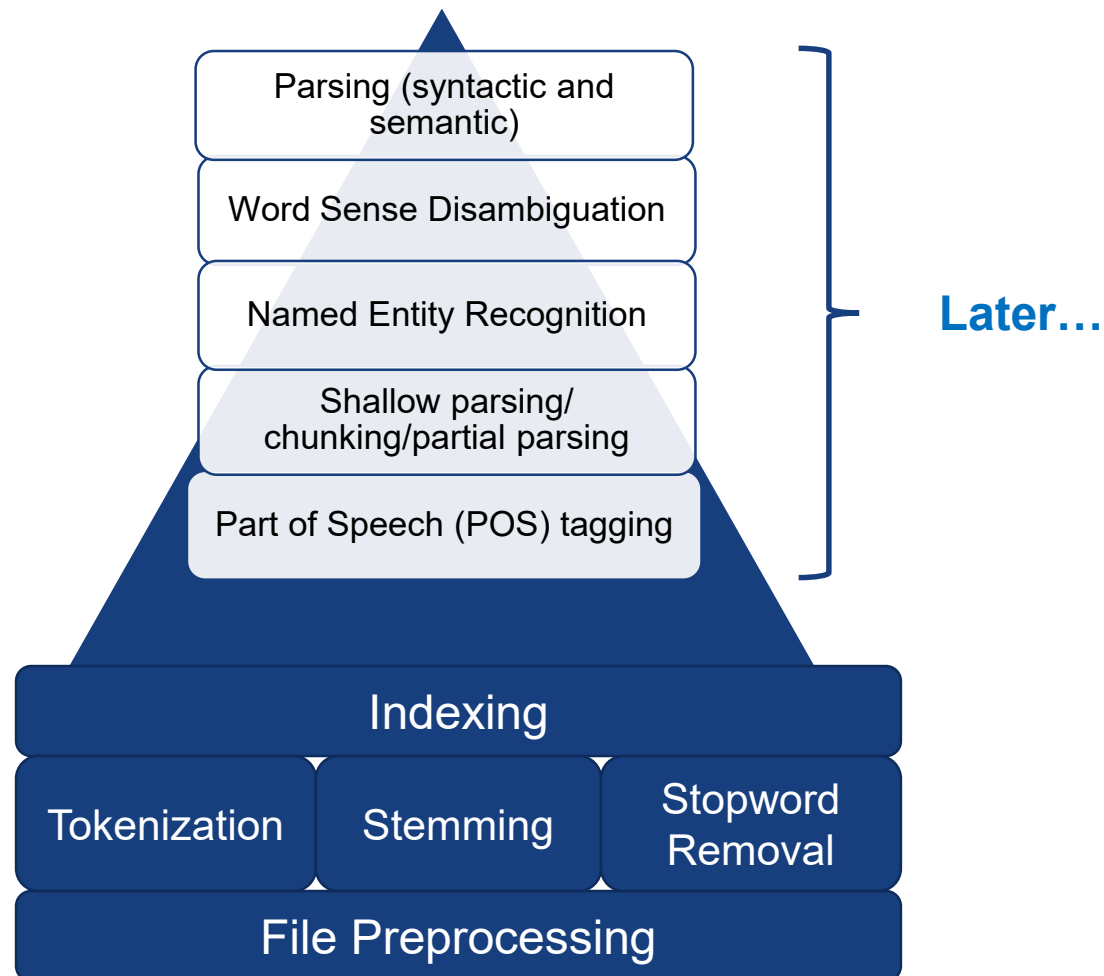 Parsing (syntactic and
semantic)
Word Sense Disambiguation
Named Entity Recognition
Later…
Shallow parsing/
chunking/partial parsing
Part of Speech (POS) tagging
Indexing
Tokenization
Stemming
Stopword
Removal
File Preprocessing